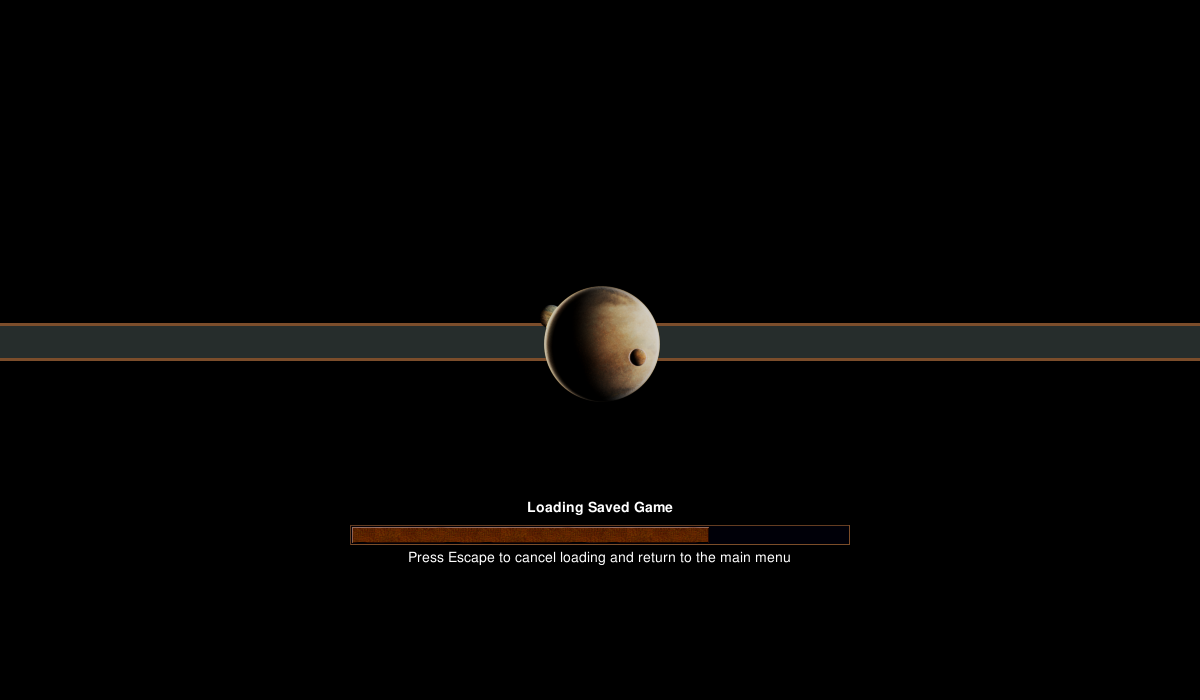 Loading Saved Game
Press Escape to cancel loading and return to the main menu